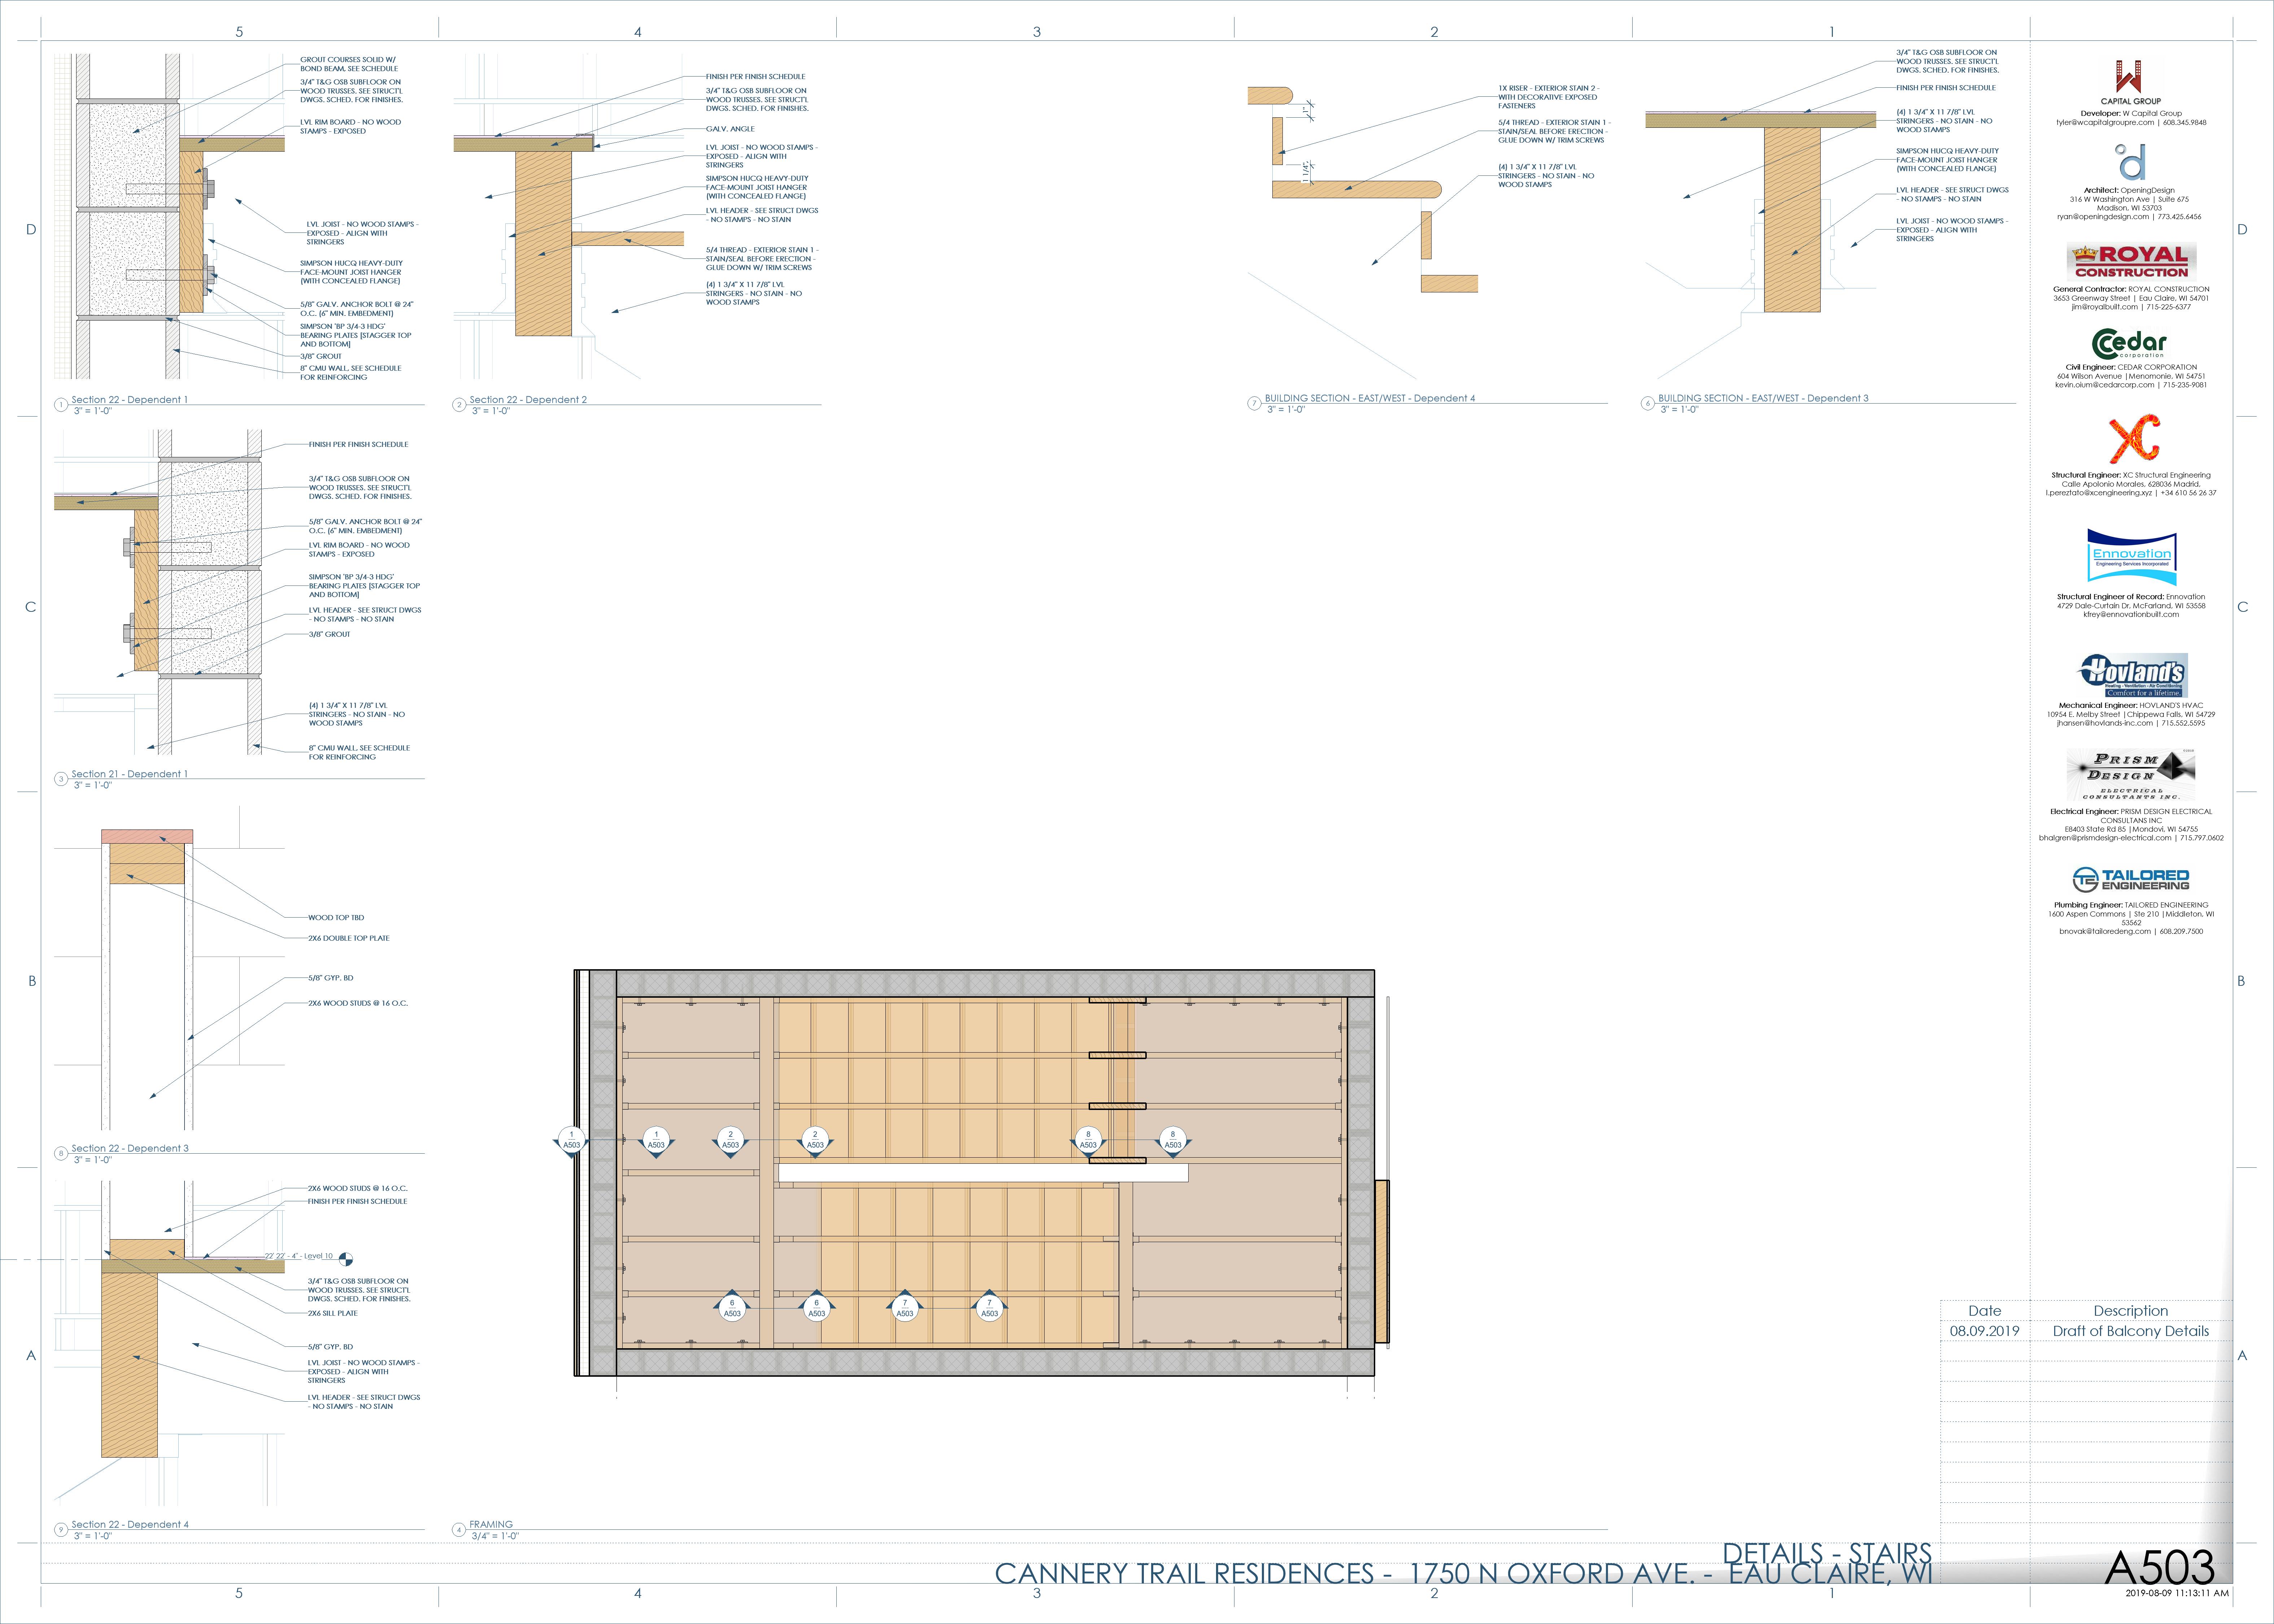 5
4
3
2
1
D
C
B
A
GROUT COURSES SOLID W/
BOND BEAM, SEE SCHEDULE
3/4" T&G OSB SUBFLOOR ON
WOOD TRUSSES. SEE STRUCT'L
DWGS. SCHED. FOR FINISHES.
LVL RIM BOARD - NO WOOD
STAMPS - EXPOSED
LVL JOIST - NO WOOD STAMPS -
EXPOSED - ALIGN WITH
STRINGERS
SIMPSON HUCQ HEAVY-DUTY
FACE-MOUNT JOIST HANGER
(WITH CONCEALED FLANGE)
5/8" GALV. ANCHOR BOLT @ 24"
O.C. (6" MIN. EMBEDMENT)
SIMPSON 'BP 3/4-3 HDG'
BEARING PLATES [STAGGER TOP
AND BOTTOM]
3/8" GROUT
8" CMU WALL, SEE SCHEDULE
FOR REINFORCING
1
Section 22 - Dependent 1
3" = 1'-0"
FINISH PER FINISH SCHEDULE
3/4" T&G OSB SUBFLOOR ON
WOOD TRUSSES. SEE STRUCT'L
DWGS. SCHED. FOR FINISHES.
GALV. ANGLE
LVL JOIST - NO WOOD STAMPS -
EXPOSED - ALIGN WITH
STRINGERS
SIMPSON HUCQ HEAVY-DUTY
FACE-MOUNT JOIST HANGER
(WITH CONCEALED FLANGE)
LVL HEADER - SEE STRUCT DWGS
- NO STAMPS - NO STAIN
5/4 THREAD - EXTERIOR STAIN 1 -
STAIN/SEAL BEFORE ERECTION -
GLUE DOWN W/ TRIM SCREWS
(4) 1 3/4" X 11 7/8" LVL
STRINGERS - NO STAIN - NO
WOOD STAMPS
2
Section 22 - Dependent 2
3" = 1'-0"
1"
1 1/4"
1X RISER - EXTERIOR STAIN 2 -
WITH DECORATIVE EXPOSED
FASTENERS
5/4 THREAD - EXTERIOR STAIN 1 -
STAIN/SEAL BEFORE ERECTION -
GLUE DOWN W/ TRIM SCREWS
(4) 1 3/4" X 11 7/8" LVL
STRINGERS - NO STAIN - NO
WOOD STAMPS
7
BUILDING SECTION - EAST/WEST - Dependent 4
3" = 1'-0"
3/4" T&G OSB SUBFLOOR ON
WOOD TRUSSES. SEE STRUCT'L
DWGS. SCHED. FOR FINISHES.
FINISH PER FINISH SCHEDULE
(4) 1 3/4" X 11 7/8" LVL
STRINGERS - NO STAIN - NO
WOOD STAMPS
SIMPSON HUCQ HEAVY-DUTY
FACE-MOUNT JOIST HANGER
(WITH CONCEALED FLANGE)
LVL HEADER - SEE STRUCT DWGS
- NO STAMPS - NO STAIN
LVL JOIST - NO WOOD STAMPS -
EXPOSED - ALIGN WITH
STRINGERS
6
BUILDING SECTION - EAST/WEST - Dependent 3
3" = 1'-0"
FINISH PER FINISH SCHEDULE
3/4" T&G OSB SUBFLOOR ON
WOOD TRUSSES. SEE STRUCT'L
DWGS. SCHED. FOR FINISHES.
5/8" GALV. ANCHOR BOLT @ 24"
O.C. (6" MIN. EMBEDMENT)
LVL RIM BOARD - NO WOOD
STAMPS - EXPOSED
SIMPSON 'BP 3/4-3 HDG'
BEARING PLATES [STAGGER TOP
AND BOTTOM]
LVL HEADER - SEE STRUCT DWGS
- NO STAMPS - NO STAIN
3/8" GROUT
(4) 1 3/4" X 11 7/8" LVL
STRINGERS - NO STAIN - NO
WOOD STAMPS
8" CMU WALL, SEE SCHEDULE
FOR REINFORCING
3
Section 21 - Dependent 1
3" = 1'-0"
WOOD TOP TBD
2X6 DOUBLE TOP PLATE
5/8" GYP. BD
2X6 WOOD STUDS @ 16 O.C.
8
Section 22 - Dependent 3
3" = 1'-0"
2X6 WOOD STUDS @ 16 O.C.
FINISH PER FINISH SCHEDULE
22' 22' - 4" - Level 10
3/4" T&G OSB SUBFLOOR ON
WOOD TRUSSES. SEE STRUCT'L
DWGS. SCHED. FOR FINISHES.
2X6 SILL PLATE
5/8" GYP. BD
LVL JOIST - NO WOOD STAMPS -
EXPOSED - ALIGN WITH
STRINGERS
LVL HEADER - SEE STRUCT DWGS
- NO STAMPS - NO STAIN
9
Section 22 - Dependent 4
3" = 1'-0"
1
A503
1
A503
2
A503
2
A503
8
A503
8
A503
6
A503
6
A503
7
A503
7
A503
4
FRAMING
3/4" = 1'-0"
W
CAPITAL GROUP
Developer: W Capital Group
tyler@wcapitalgroupre.com | 608.345.9848
d
Architect: OpeningDesign
316 W Washington Ave | Suite 675
Madison, WI 53703
ryan@openingdesign.com | 773.425.6456
ROYAL
CONSTRUCTION
General Contractor: ROYAL CONSTRUCTION
3653 Greenway Street | Eau Claire, WI 54701
jim@royalbuilt.com | 715-225-6377
Cedar
corporation
Civil Engineer: CEDAR CORPORATION
604 Wilson Avenue |Menomonie, WI 54751
kevin.oium@cedarcorp.com | 715-235-9081
XC
Structural Engineer: XC Structural Engineering
Calle Apolonio Morales, 628036 Madrid,
l.pereztato@xcengineering.xyz | +34 610 56 26 37
Ennovation
Engineering Services Incorporated
Structural Engineer of Record: Ennovation
4729 Dale-Curtain Dr, McFarland, WI 53558
kfrey@ennovationbuilt.com
Hovland's
Heating - Ventilation - Air Conditioning
Comfort for a lifetime.
Mechanical Engineer: HOVLAND'S HVAC
10954 E. Melby Street |Chippewa Falls, WI 54729
jhansen@hovlands-inc.com | 715.552.5595
PRISM
DESIGN
ELECTRICAL
CONSULTANTS INC.
Electrical Engineer: PRISM DESIGN ELECTRICAL
CONSULTANS INC
E8403 State Rd 85 |Mondovi, WI 54755
bhalgren@prismdesign-electrical.com | 715.797.0602
TE TAILORED
ENGINEERING
Plumbing Engineer: TAILORED ENGINEERING
1600 Aspen Commons | Ste 210 |Middleton, WI
53562
bnovak@tailoredeng.com | 608.209.7500
D
C
B
A
Date Description
08.09.2019 Draft of Balcony Details
DETAILS - STAIRS
CANNERY TRAIL RESIDENCES - 1750 N OXFORD AVE. - EAU CLAIRE, WI
A503
2019-08-09 11:13:11 AM
5
4
3
2
1